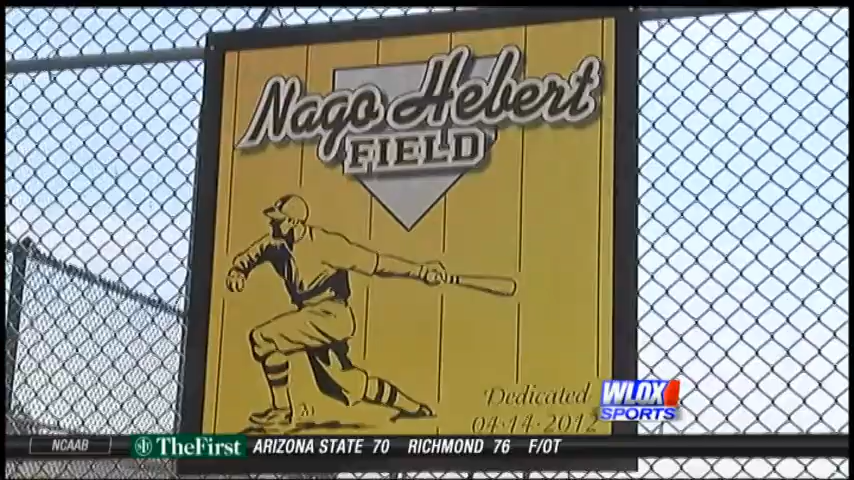 Nago Hebert
FIELD
Dedicated
04·14·2012
WLOX
SPORTS
NCAAB TheFirst ARIZONA STATE 70 RICHMOND 76 F/OT